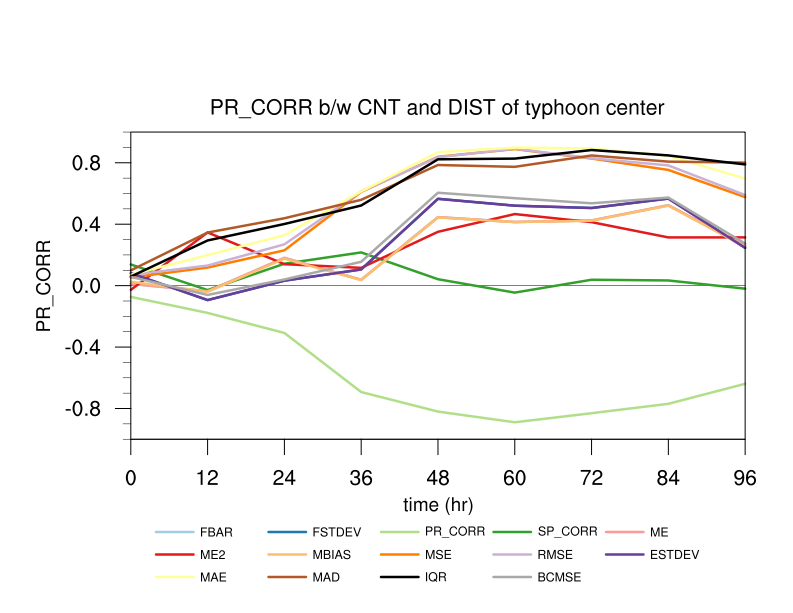 PR_CORR b/w CNT and DIST of typhoon center
0.8
0.4
0.0
-0.4
-0.8
PR_CORR
0 12 24 36 48 60 72 84 96
time (hr)
FBAR FSTDEV PR_CORR SP_CORR ME
ME2 MBIAS MSE RMSE ESTDEV
MAE MAD IQR BCMSE